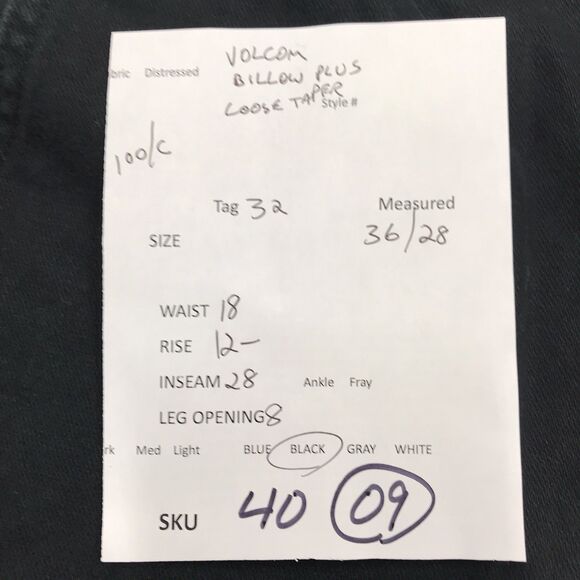 VOLCOM
bric Distressed BILLOW PLUS
LOOSE TAPER Style #
100/C
Tag 32 Measured
SIZE 36/28
WAIST 18
RISE 12-
INSEAM 28 Ankle Fray
LEG OPENING 8
rk Med Light BLUE BLACK GRAY WHITE
SKU 40 09